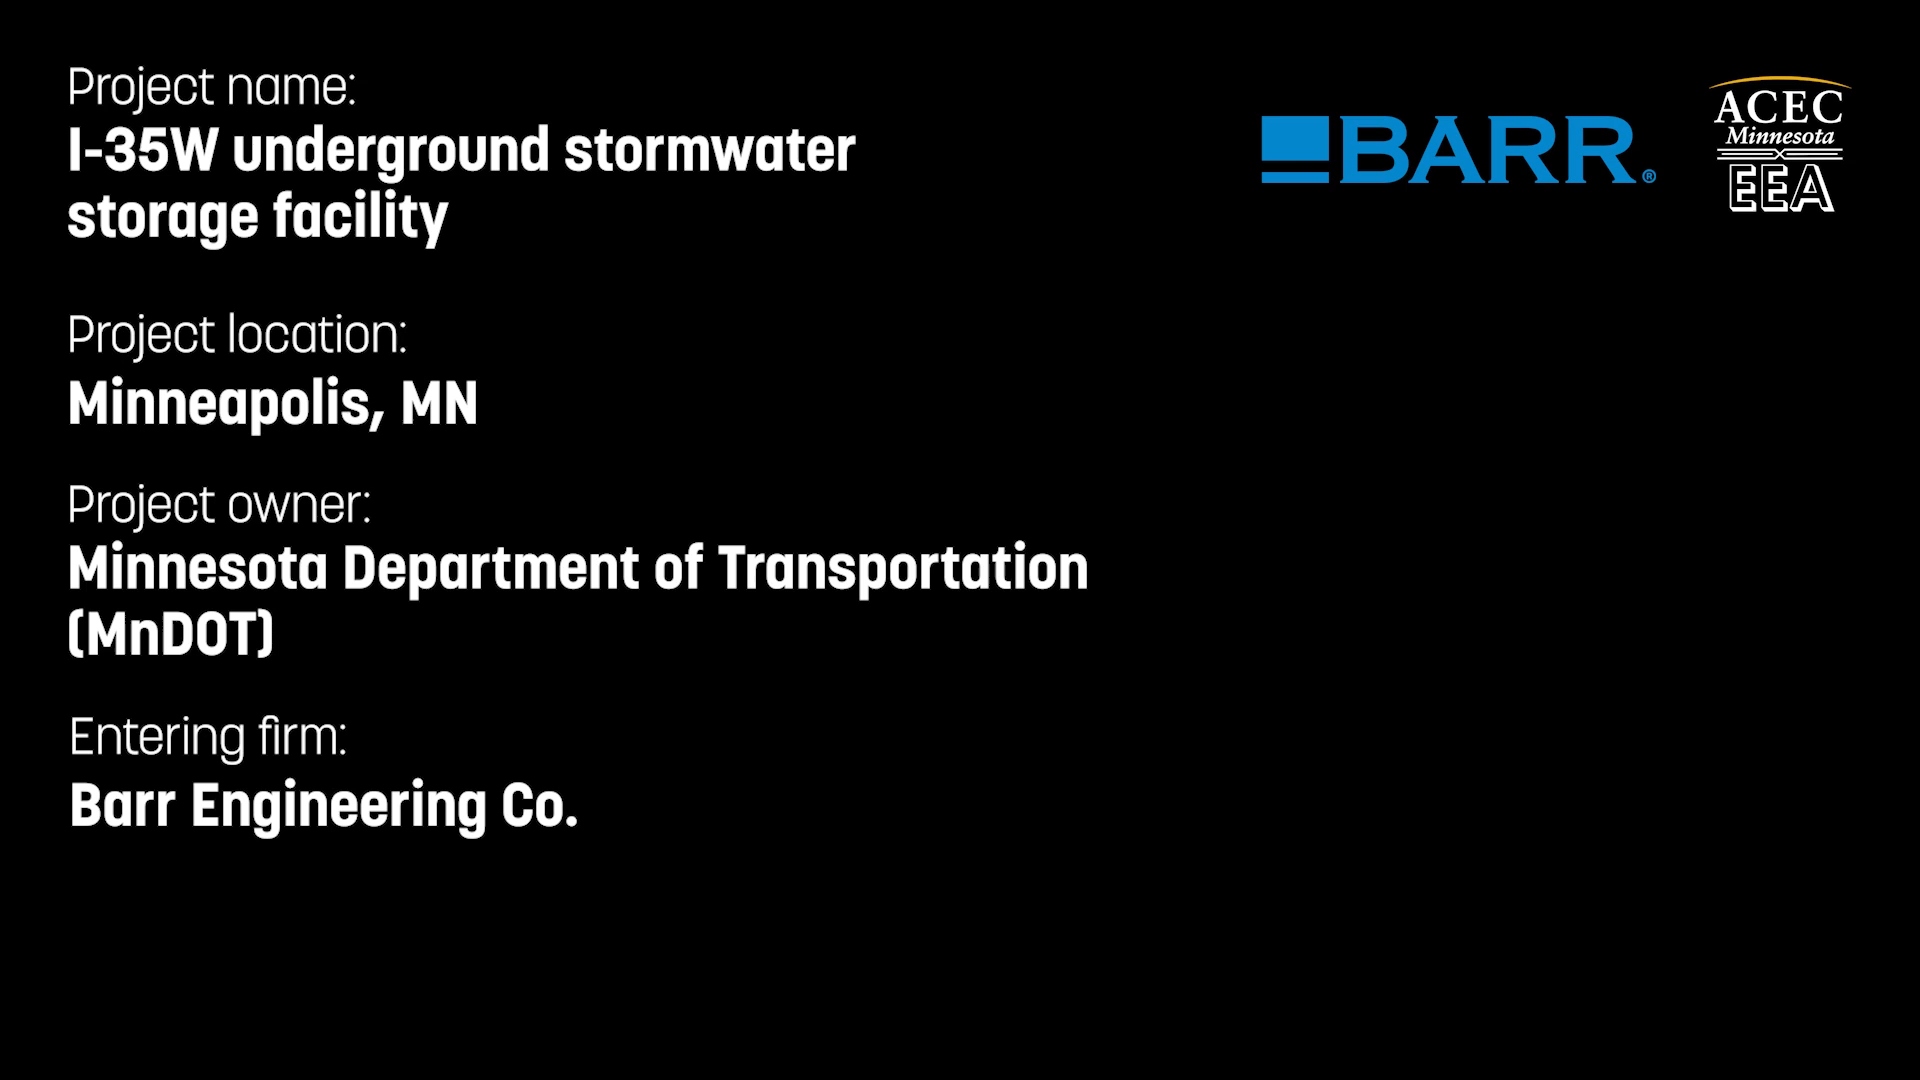 Project name:
I-35W underground stormwater
storage facility
Project location:
Minneapolis, MN
Project owner:
Minnesota Department of Transportation
(MnDOT)
Entering firm:
Barr Engineering Co.
BARR®
ACEC
Minnesota
EEA